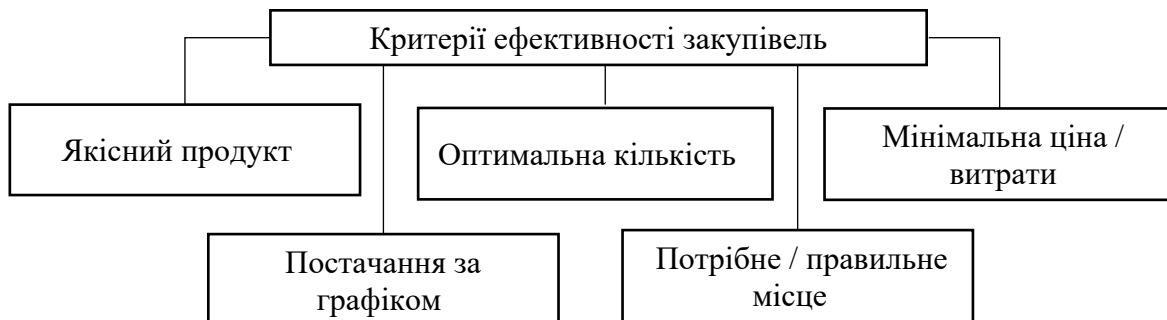 Критерії ефективності закупівель
Якісний продукт
Оптимальна кількість
Мінімальна ціна /
витрати
Постачання за
графіком
Потрібне / правильне
місце